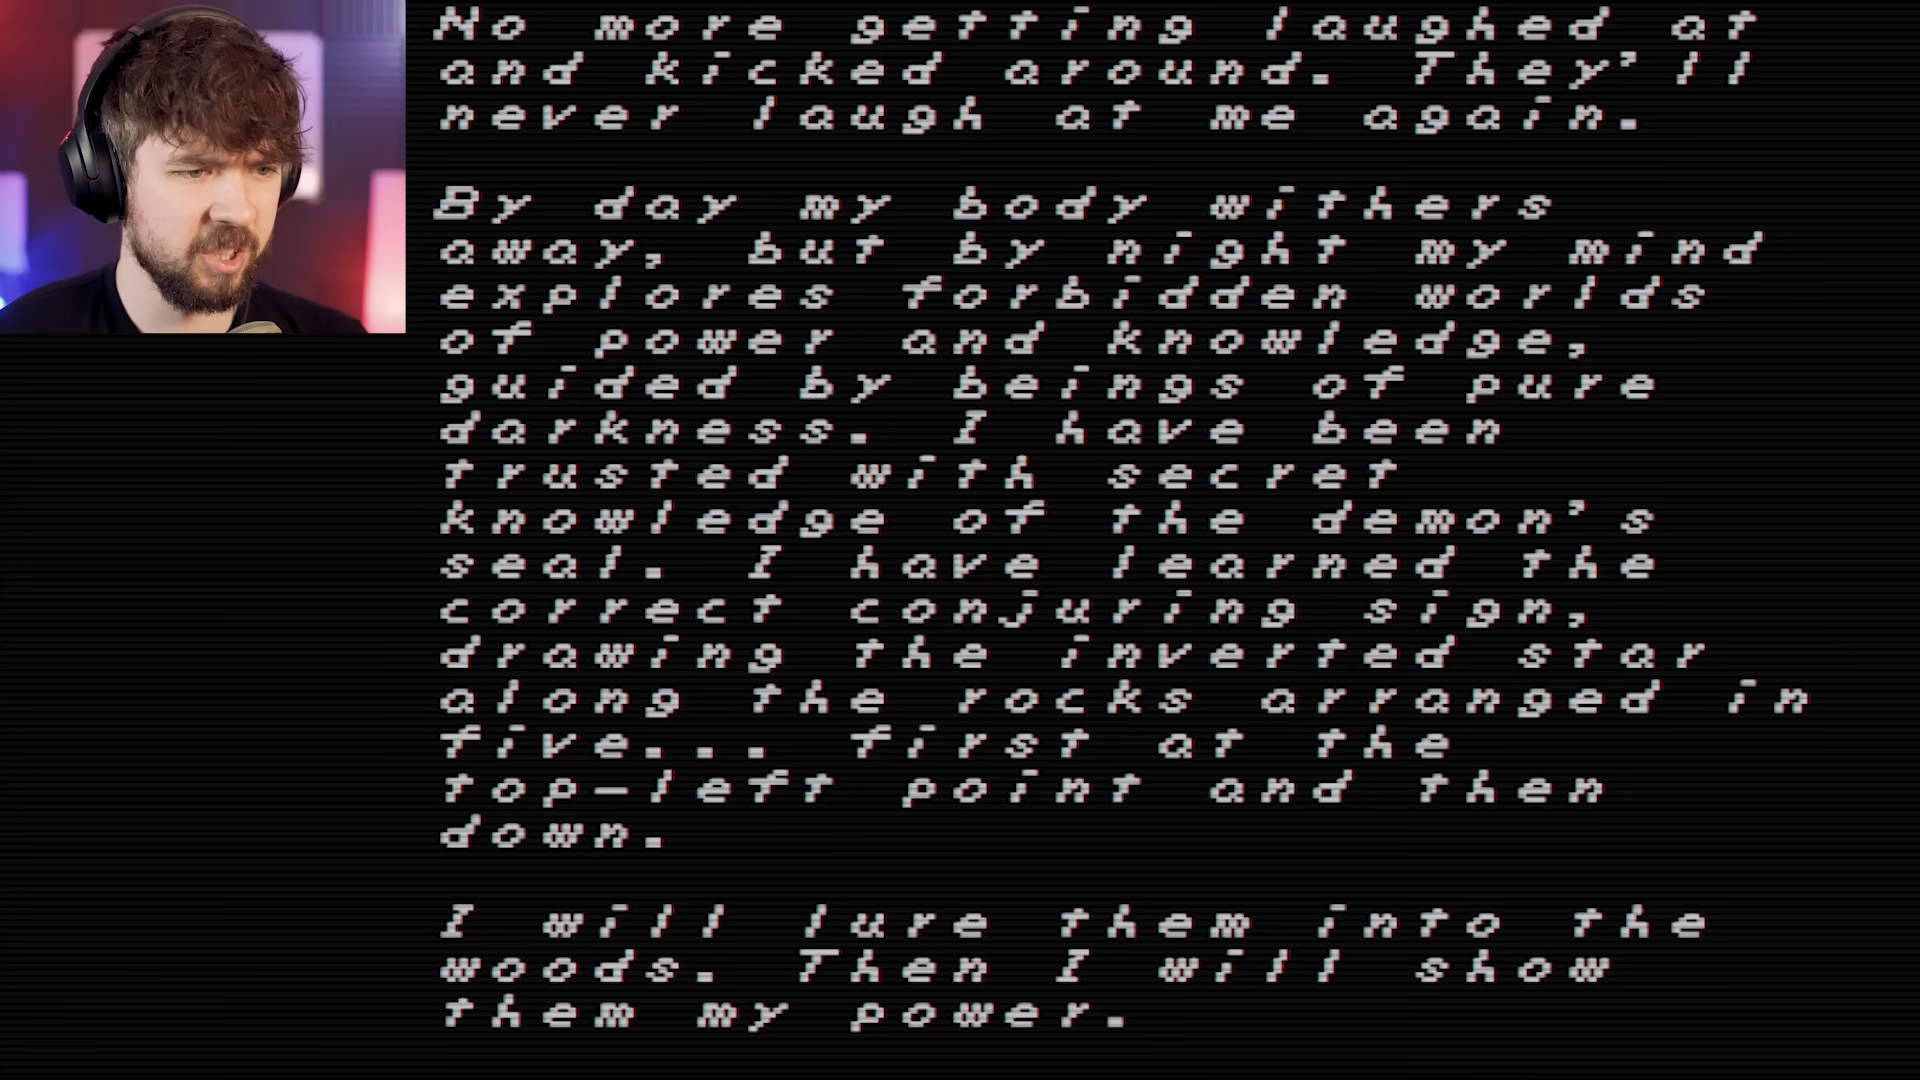 No more getting laughed at
and kicked around. They'll
never laugh at me again.
By day my body withers
away, but by night my mind
explores forbidden worlds
of power and knowledge,
guided by beings of pure
darkness. I have been
trusted with secret
knowledge of the demon's
seal. I have learned the
correct conjuring sign,
drawing the inverted star
along the rocks arranged in
five... first at the
top-left point and then
down.
I will lure them into the
woods. Then I will show
them my power.